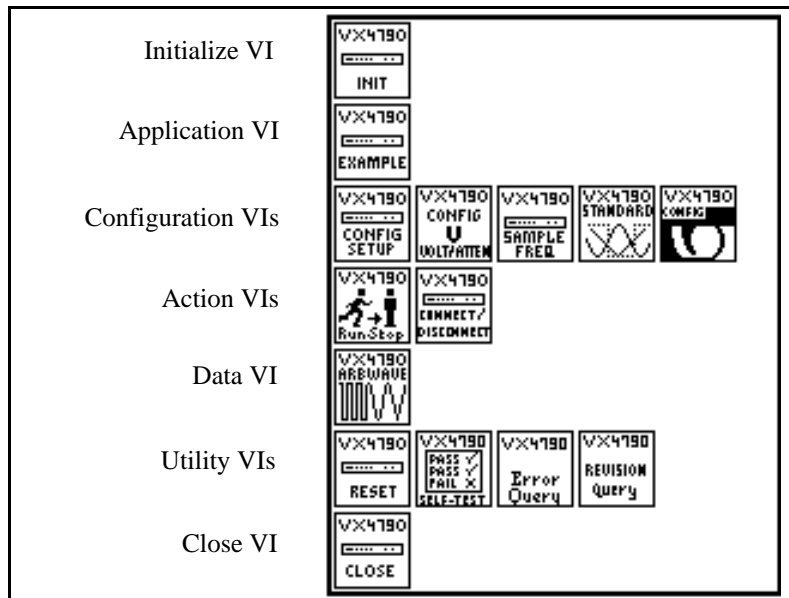 Initialize VI
VX4790
INIT
Application VI
VX4790
EXAMPLE
Configuration VIs
VX4790
CONFIG
SETUP
VX4790
CONFIG
V
VOLT/ATTEN
VX4790
SAMPLE
FREQ
VX4790
STANDARD
VX4790
CONFIG
Action VIs
VX4790
Run-Stop
VX4790
CONNECT/
DISCONNECT
Data VI
VX4790
ARBWAVE
Utility VIs
VX4790
RESET
VX4790
PASS ✓
PASS ✓
FAIL X
SELF-TEST
VX4790
Error
Query
VX4790
REVISION
Query
Close VI
VX4790
CLOSE